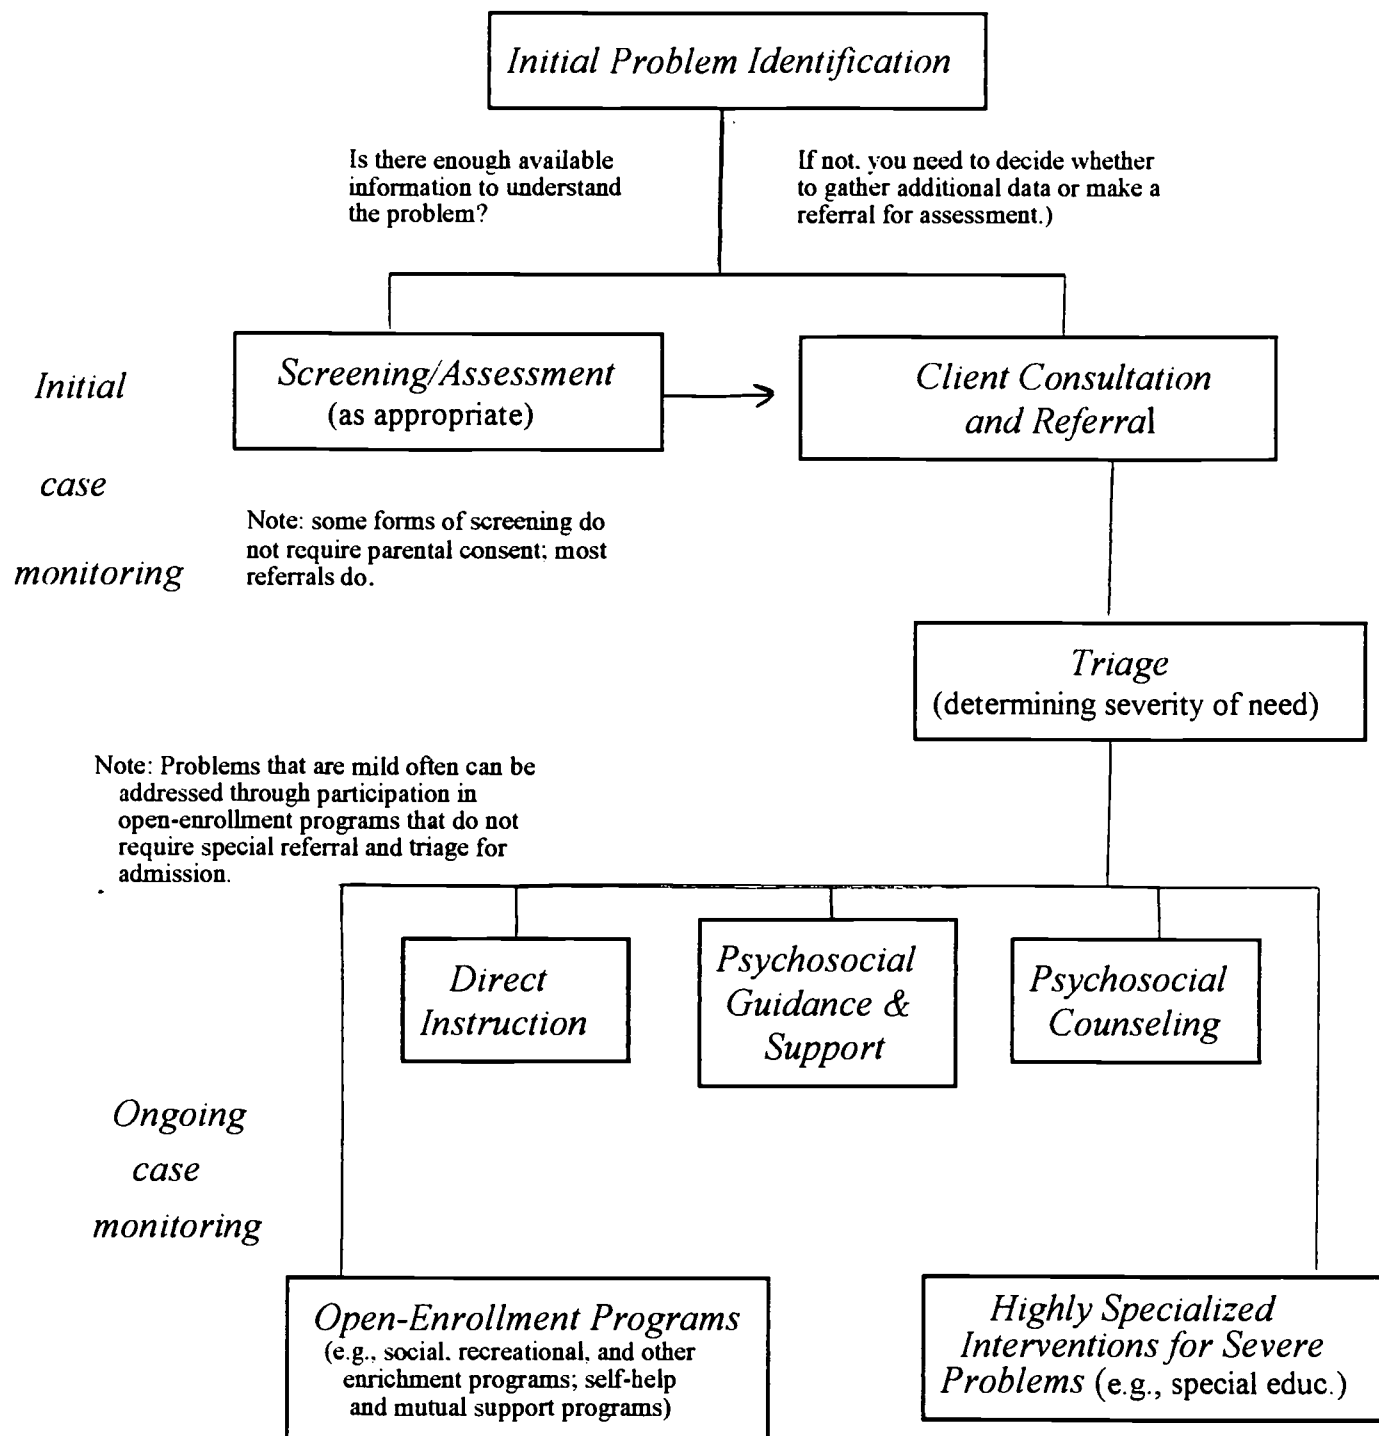 Initial Problem Identification
Is there enough available
information to understand
the problem?
If not. you need to decide whether
to gather additional data or make a
referral for assessment.)
Initial
case
monitoring
Screening/Assessment
(as appropriate)
Client Consultation
and Referral
Note: some forms of screening do
not require parental consent; most
referrals do.
Triage
(determining severity of need)
Note: Problems that are mild often can be
addressed through participation in
open-enrollment programs that do not
require special referral and triage for
admission.
Direct
Instruction
Psychosocial
Guidance &
Support
Psychosocial
Counseling
Ongoing
case
monitoring
Open-Enrollment Programs
(e.g., social. recreational, and other
enrichment programs; self-help
and mutual support programs)
Highly Specialized
Interventions for Severe
Problems (e.g., special educ.)